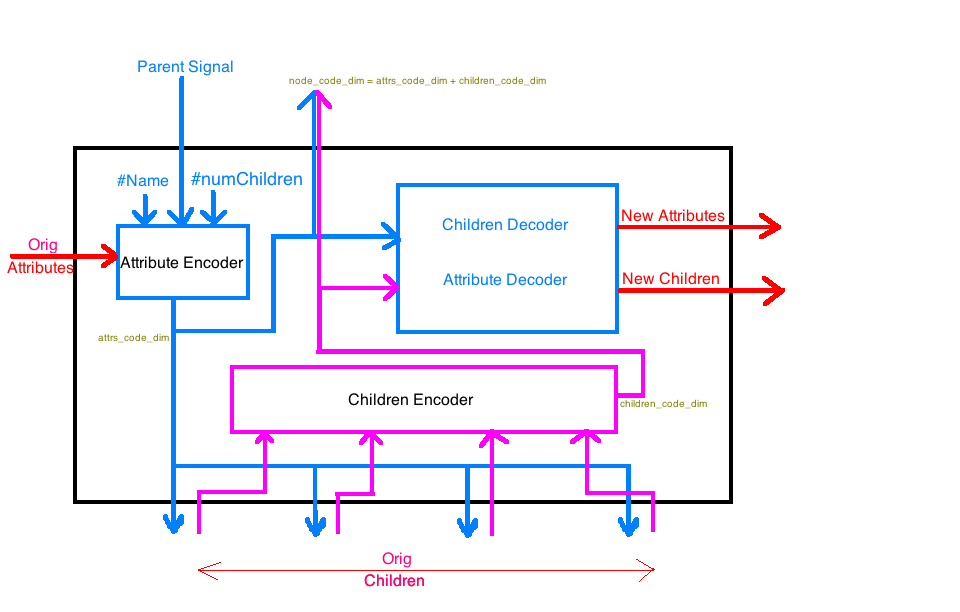 Parent Signal
node_code_dim = attrs_code_dim + children_code_dim
#Name
#numChildren
Orig
Attributes
Attribute Encoder
Children Decoder
Attribute Decoder
New Attributes
New Children
attrs_code_dim
Children Encoder
children_code_dim
Orig
Children